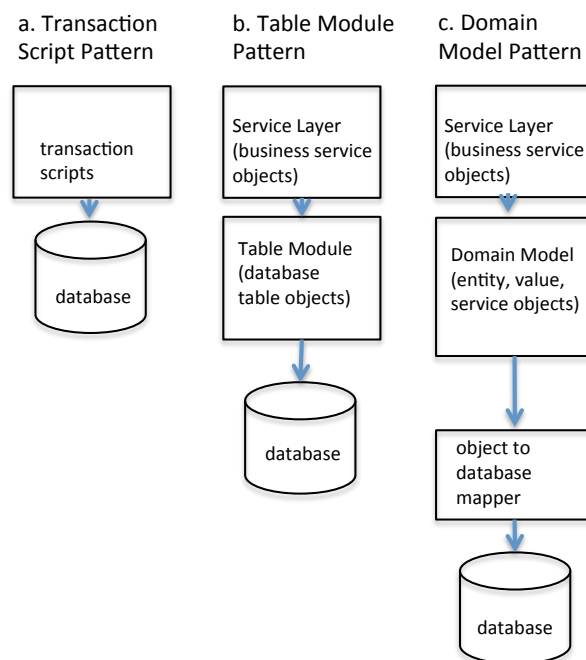 a. Transaction
Script Pattern
transaction
scripts
database
b. Table Module
Pattern
Service Layer
(business service
objects)
Table Module
(database
table objects)
database
c. Domain
Model Pattern
Service Layer
(business service
objects)
Domain Model
(entity, value,
service objects)
object to
database
mapper
database